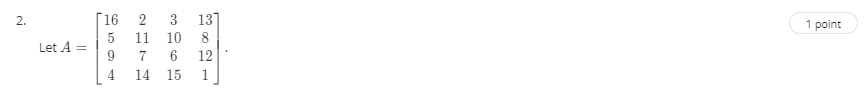 2.
1 point
Let A = [16 2 3 13
5 11 10 8
9 7 6 12
4 14 15 1].